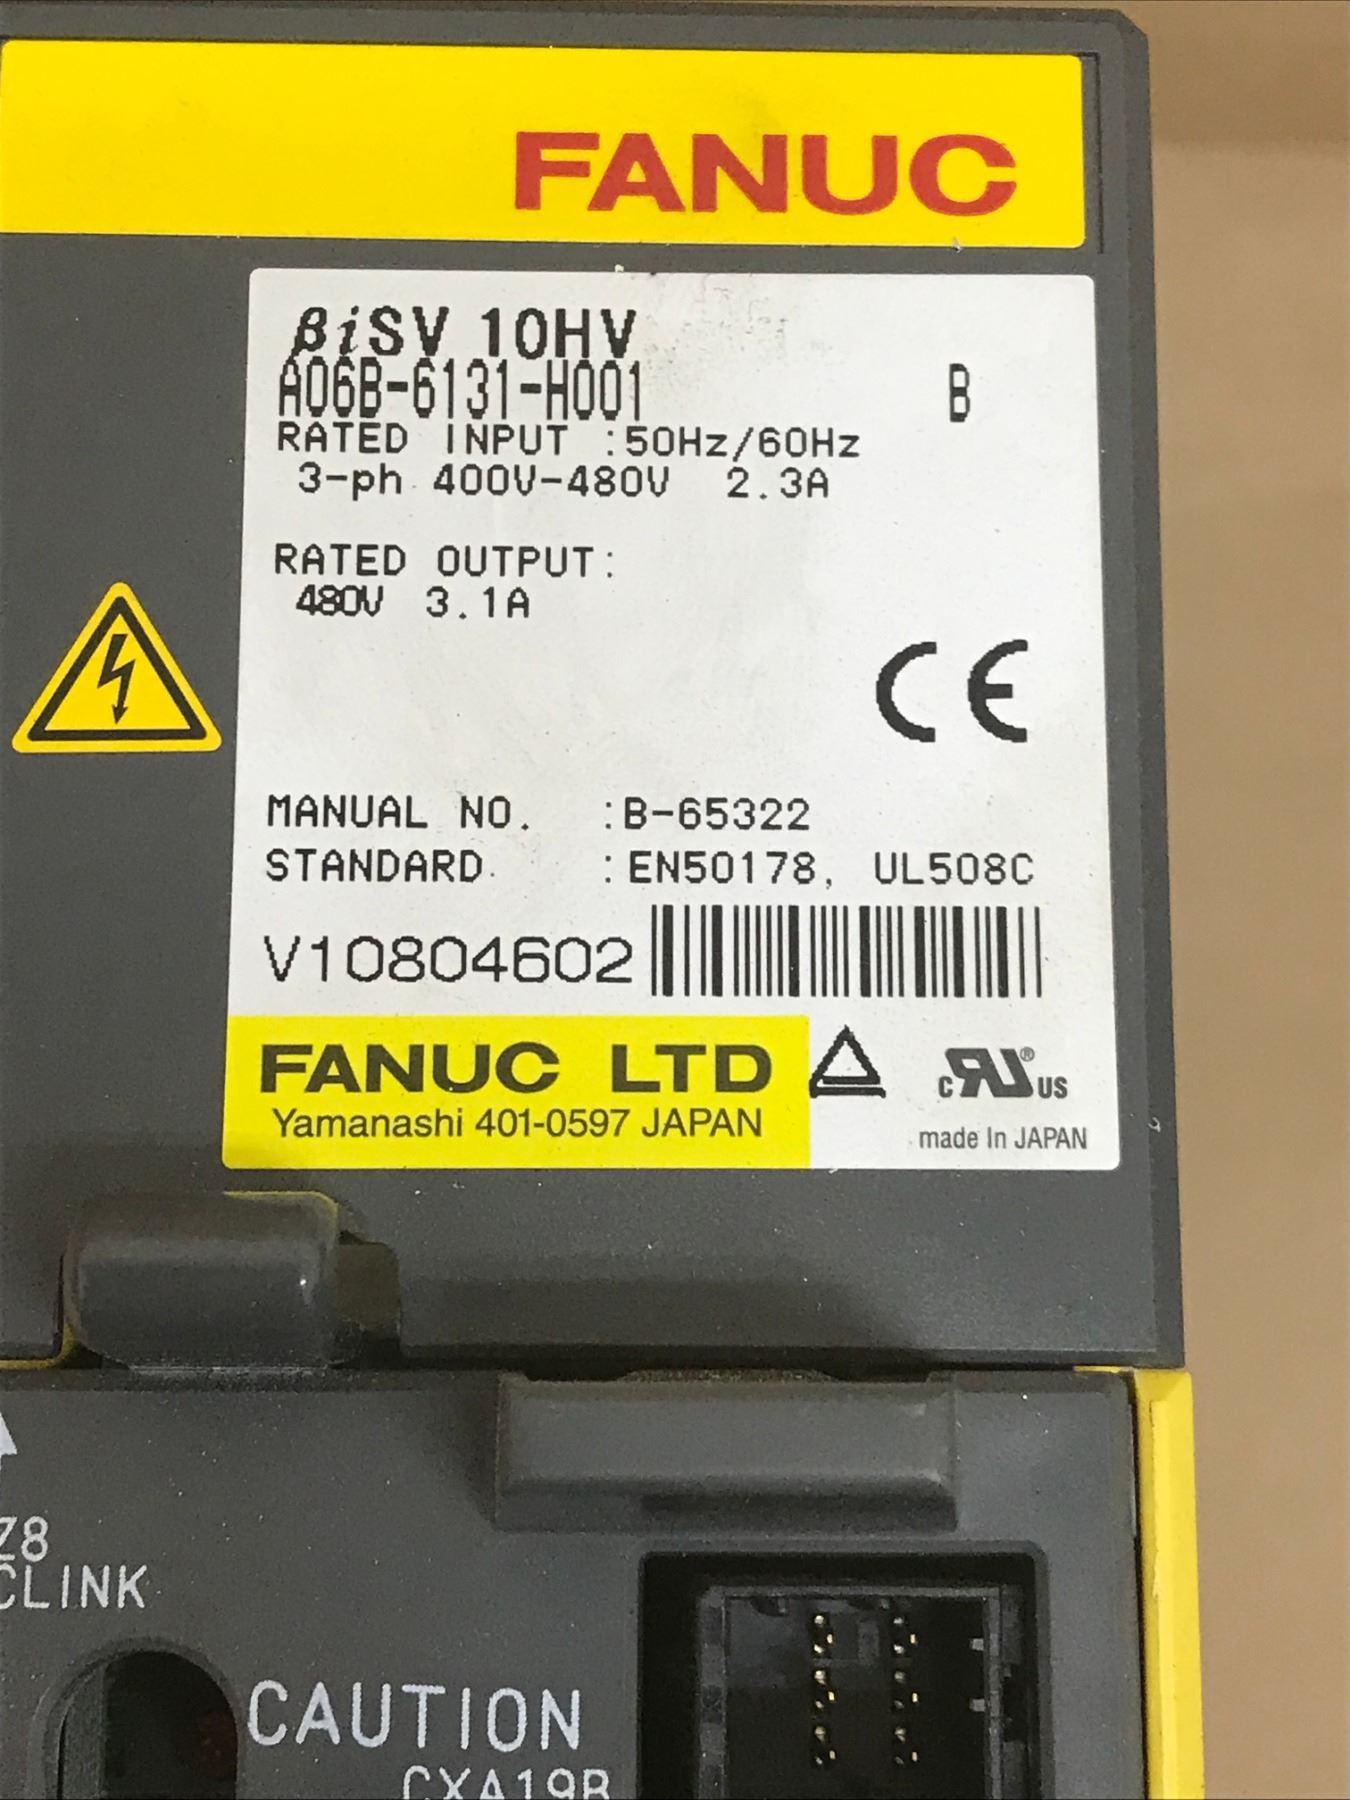 FANUC
βiSV 10HV
A06B-6131-H001 B
RATED INPUT :50Hz/60Hz
3-ph 400V-480V 2.3A
RATED OUTPUT:
480V 3.1A
CE
MANUAL NO. :B-65322
STANDARD :EN50178, UL508C
V10804602
FANUC LTD
Yamanashi 401-0597 JAPAN
c RU® US
made In JAPAN
Z8
CLINK
CAUTION
CXA19B